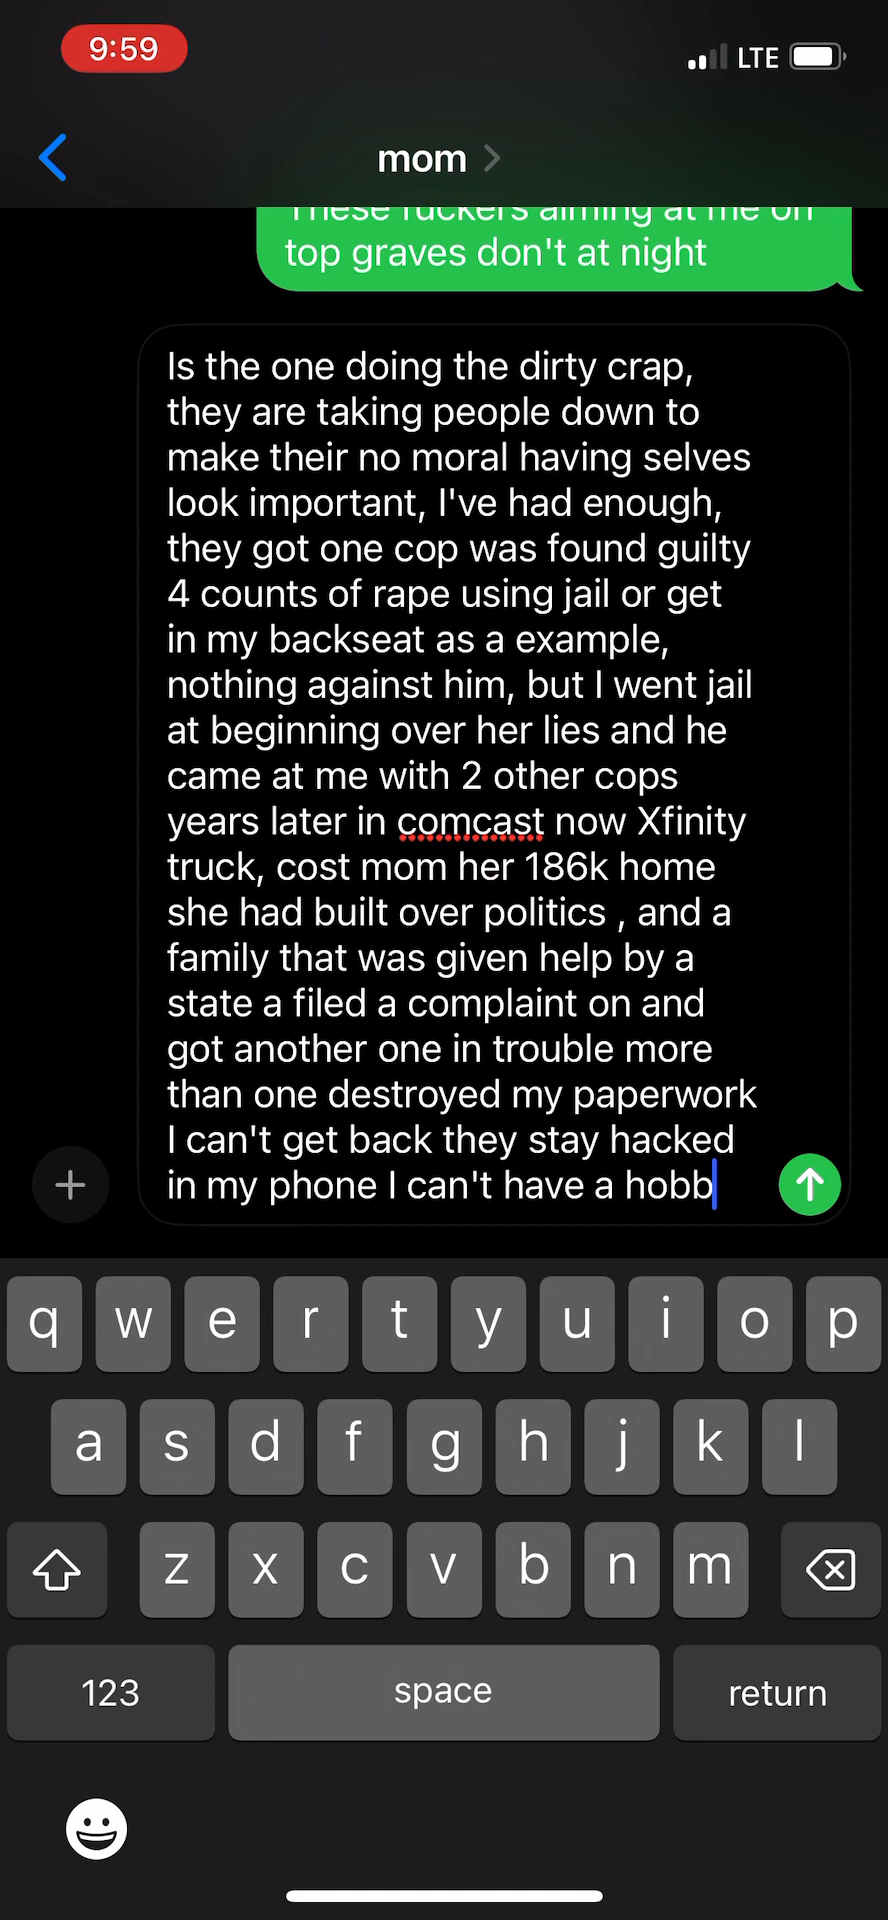 9:59
LTE
mom
These fuckers aiming at me on
top graves don't at night
Is the one doing the dirty crap,
they are taking people down to
make their no moral having selves
look important, I've had enough,
they got one cop was found guilty
4 counts of rape using jail or get
in my backseat as a example,
nothing against him, but I went jail
at beginning over her lies and he
came at me with 2 other cops
years later in comcast now Xfinity
truck, cost mom her 186k home
she had built over politics , and a
family that was given help by a
state a filed a complaint on and
got another one in trouble more
than one destroyed my paperwork
I can't get back they stay hacked
in my phone I can't have a hobb
q w e r t y u i o p
a s d f g h j k l
z x c v b n m
123 space return